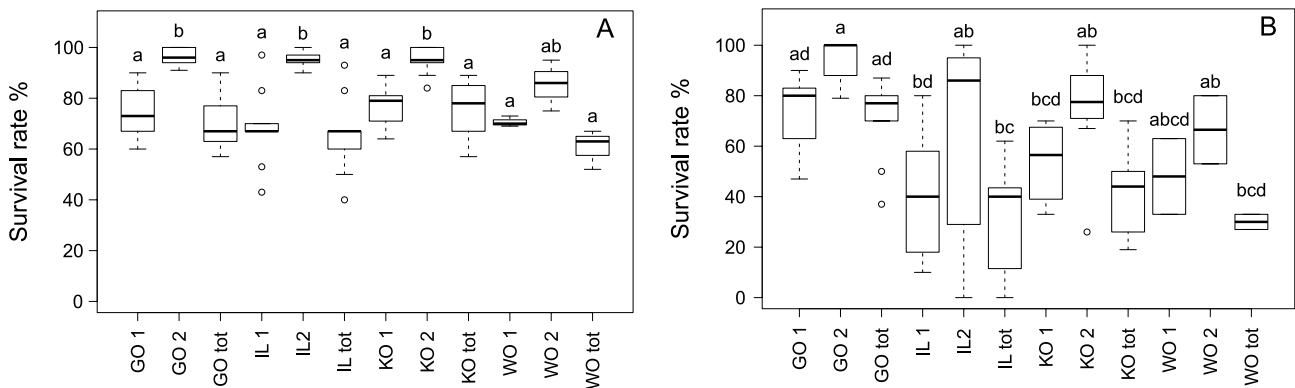 A
Survival rate %
100
80
60
40
20
0
a
b
a
a
b
a
a
b
a
a
ab
a
GO 1
GO 2
GO tot
IL 1
IL2
IL tot
KO 1
KO 2
KO tot
WO 1
WO 2
WO tot
B
Survival rate %
100
80
60
40
20
0
ad
a
ad
bd
ab
bc
bcd
ab
bcd
abcd
ab
bcd
GO 1
GO 2
GO tot
IL 1
IL2
IL tot
KO 1
KO 2
KO tot
WO 1
WO 2
WO tot